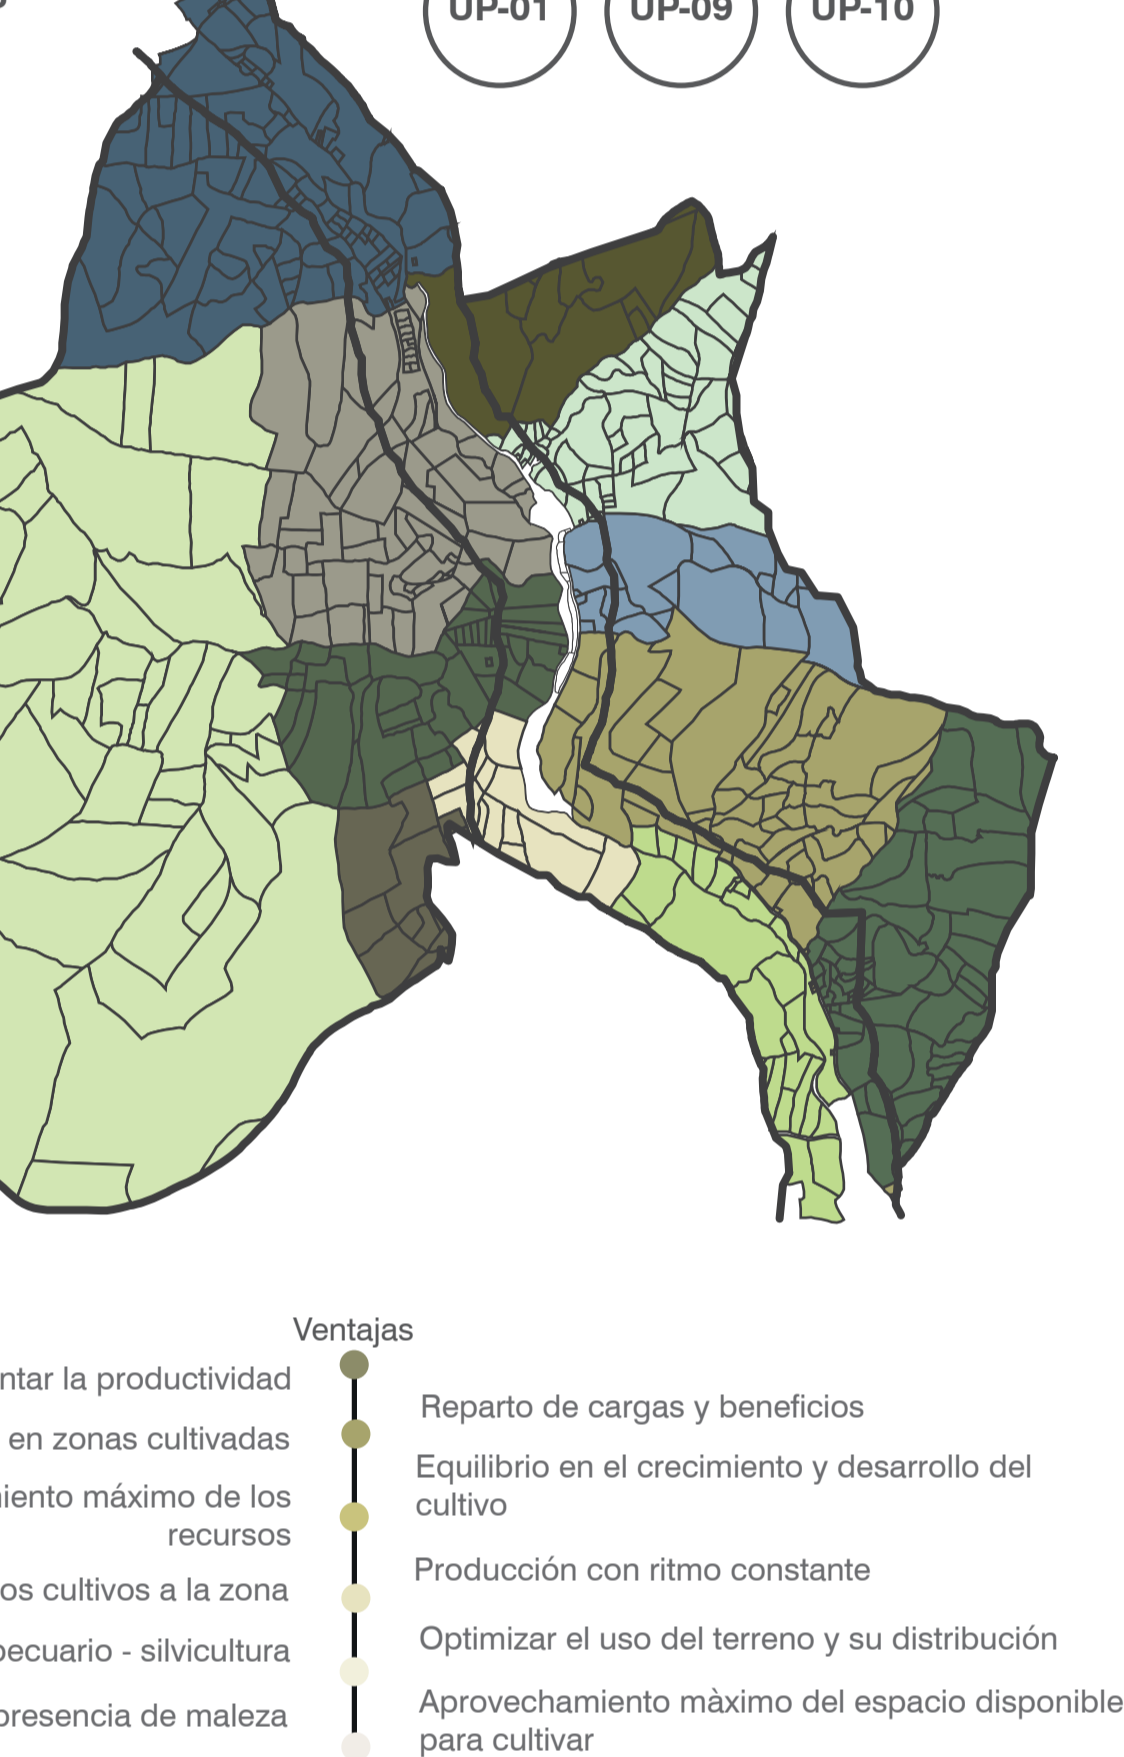 UP-01
UP-09
UP-10
Ventajas
ntar la productividad
Reparto de cargas y beneficios
en zonas cultivadas
Equilibrio en el crecimiento y desarrollo del
cultivo
iento máximo de los
recursos
Producción con ritmo constante
os cultivos a la zona
Optimizar el uso del terreno y su distribución
pecuario - silvicultura
Aprovechamiento màximo del espacio disponible
para cultivar
presencia de maleza